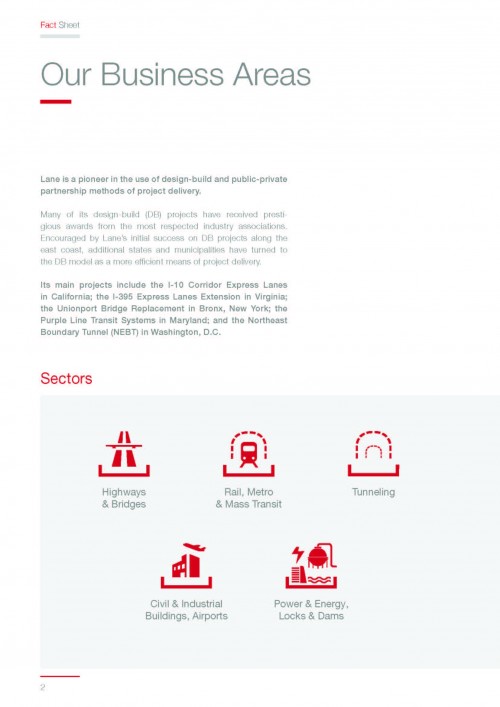 Fact Sheet
Our Business Areas
Lane is a pioneer in the use of design-build and public-private
partnership methods of project delivery.
Many of its design-build (DB) projects have received presti-
gious awards from the most respected industry associations.
Encouraged by Lane's initial success on DB projects along the
east coast, additional states and municipalities have turned to
the DB model as a more efficient means of project delivery.
Its main projects include the I-10 Corridor Express Lanes
in California; the I-395 Express Lanes Extension in Virginia;
the Unionport Bridge Replacement in Bronx, New York; the
Purple Line Transit Systems in Maryland; and the Northeast
Boundary Tunnel (NEBT) in Washington, D.C.
Sectors
Highways
& Bridges
Rail, Metro
& Mass Transit
Tunneling
Civil & Industrial
Buildings, Airports
Power & Energy,
Locks & Dams
2